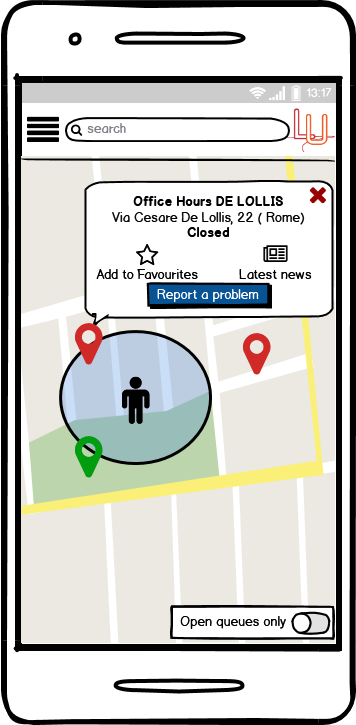 13:17
search
LU
Office Hours DE LOLLIS
Via Cesare De Lollis, 22 ( Rome)
Closed
Add to Favourites
Latest news
Report a problem
Open queues only